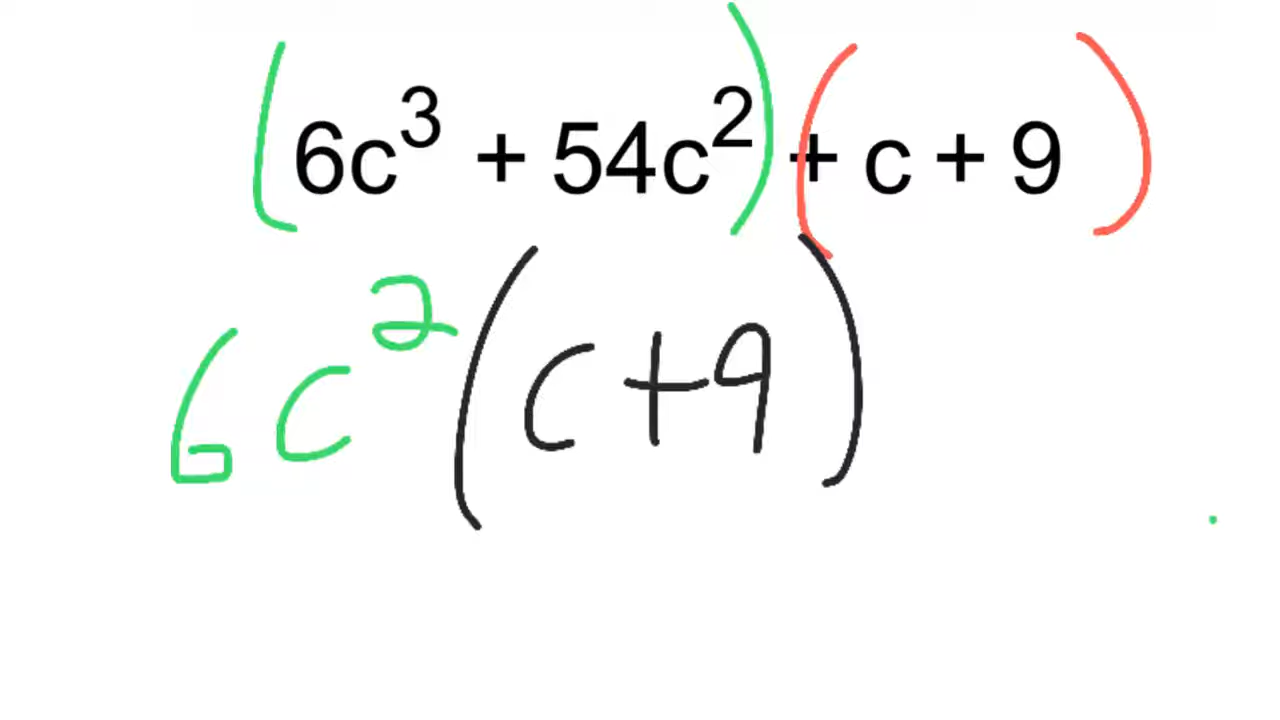 (6c³ + 54c²) + (c + 9)
6c²(c+9)